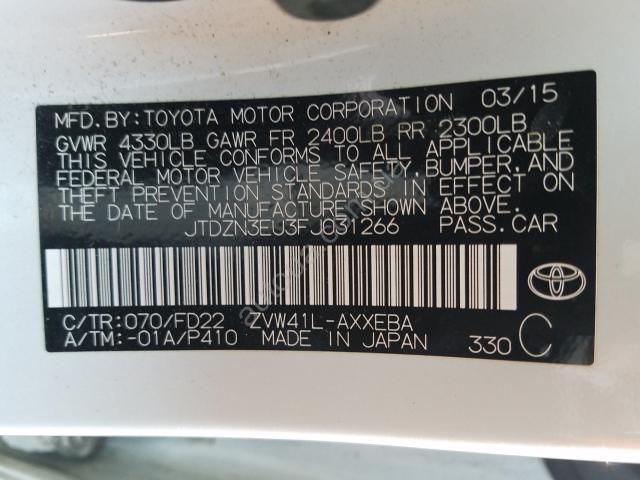 MFD.BY:TOYOTA MOTOR CORPORATION 03/15
GVWR 4330LB GAWR FR 2400LB RR 2300LB
THIS VEHICLE CONFORMS TO ALL APPLICABLE
FEDERAL MOTOR VEHICLE SAFETY,BUMPER,AND
THEFT PREVENTION STANDARDS IN EFFECT ON
THE DATE OF MANUFACTURE SHOWN ABOVE.
JTDZN3EU3FJ031266 PASS.CAR
C/TR:070/FD22 ZVW41L-AXXEBA
A/TM:-01A/P410 MADE IN JAPAN 330 C
TOYOTA